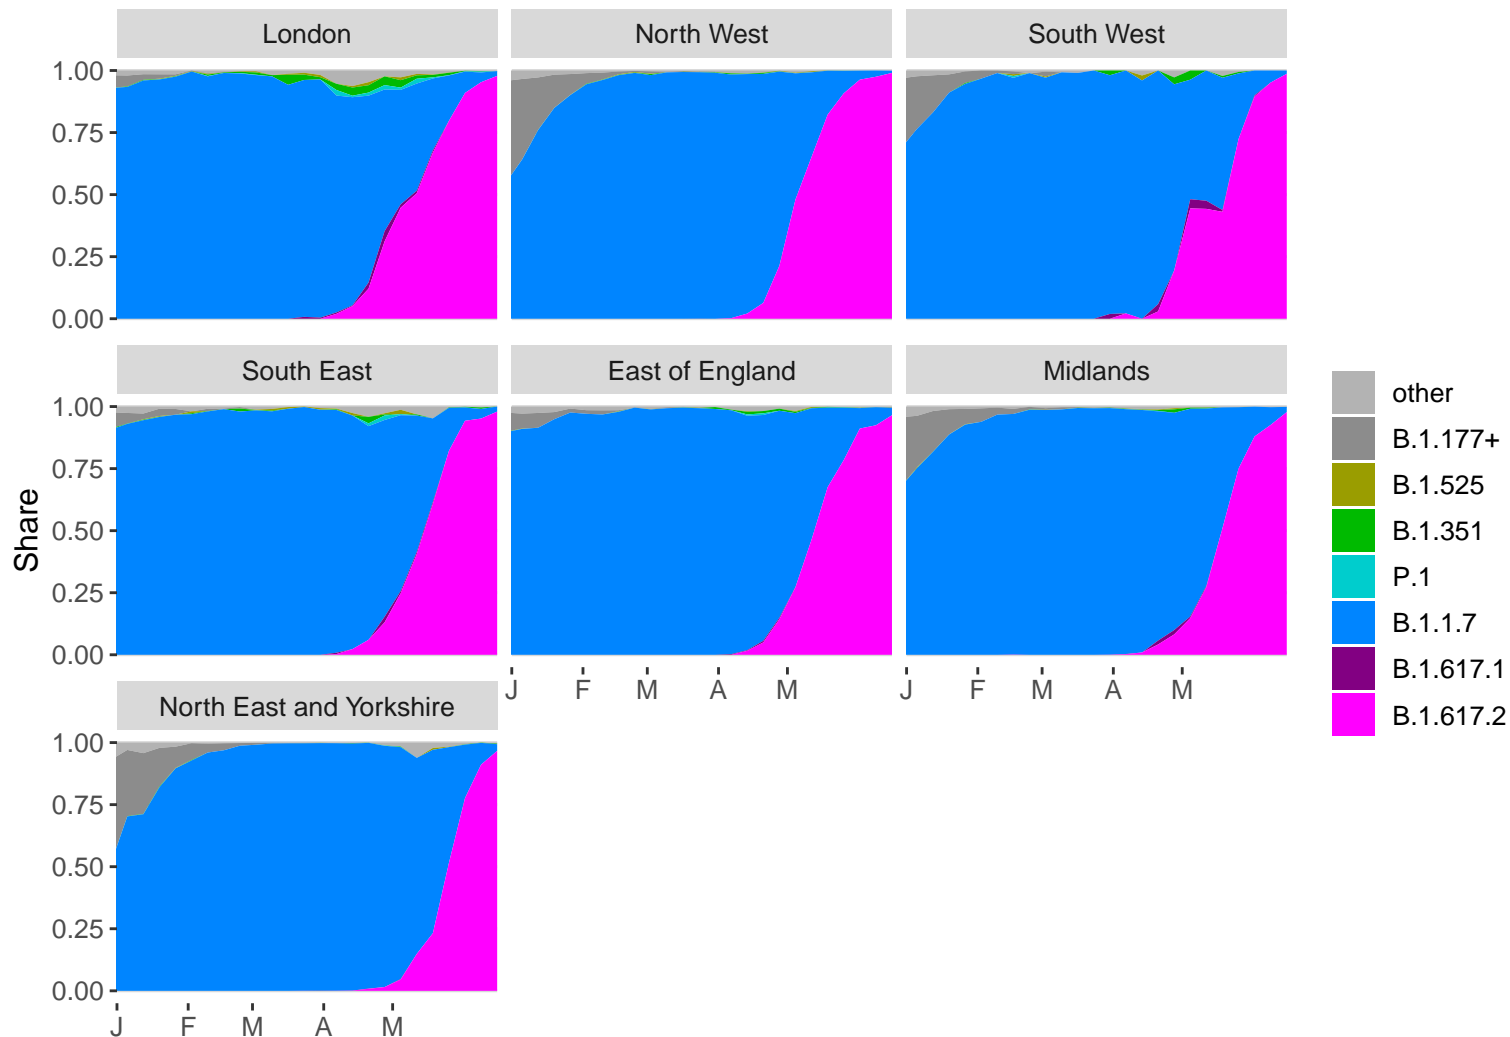 London
North West
South West
1.00
0.75
0.50
0.25
0.00
South East
East of England
Midlands
1.00
0.75
0.50
0.25
0.00
J F M A M
J F M A M
North East and Yorkshire
1.00
0.75
0.50
0.25
0.00
J F M A M
Share
other
B.1.177+
B.1.525
B.1.351
P.1
B.1.1.7
B.1.617.1
B.1.617.2